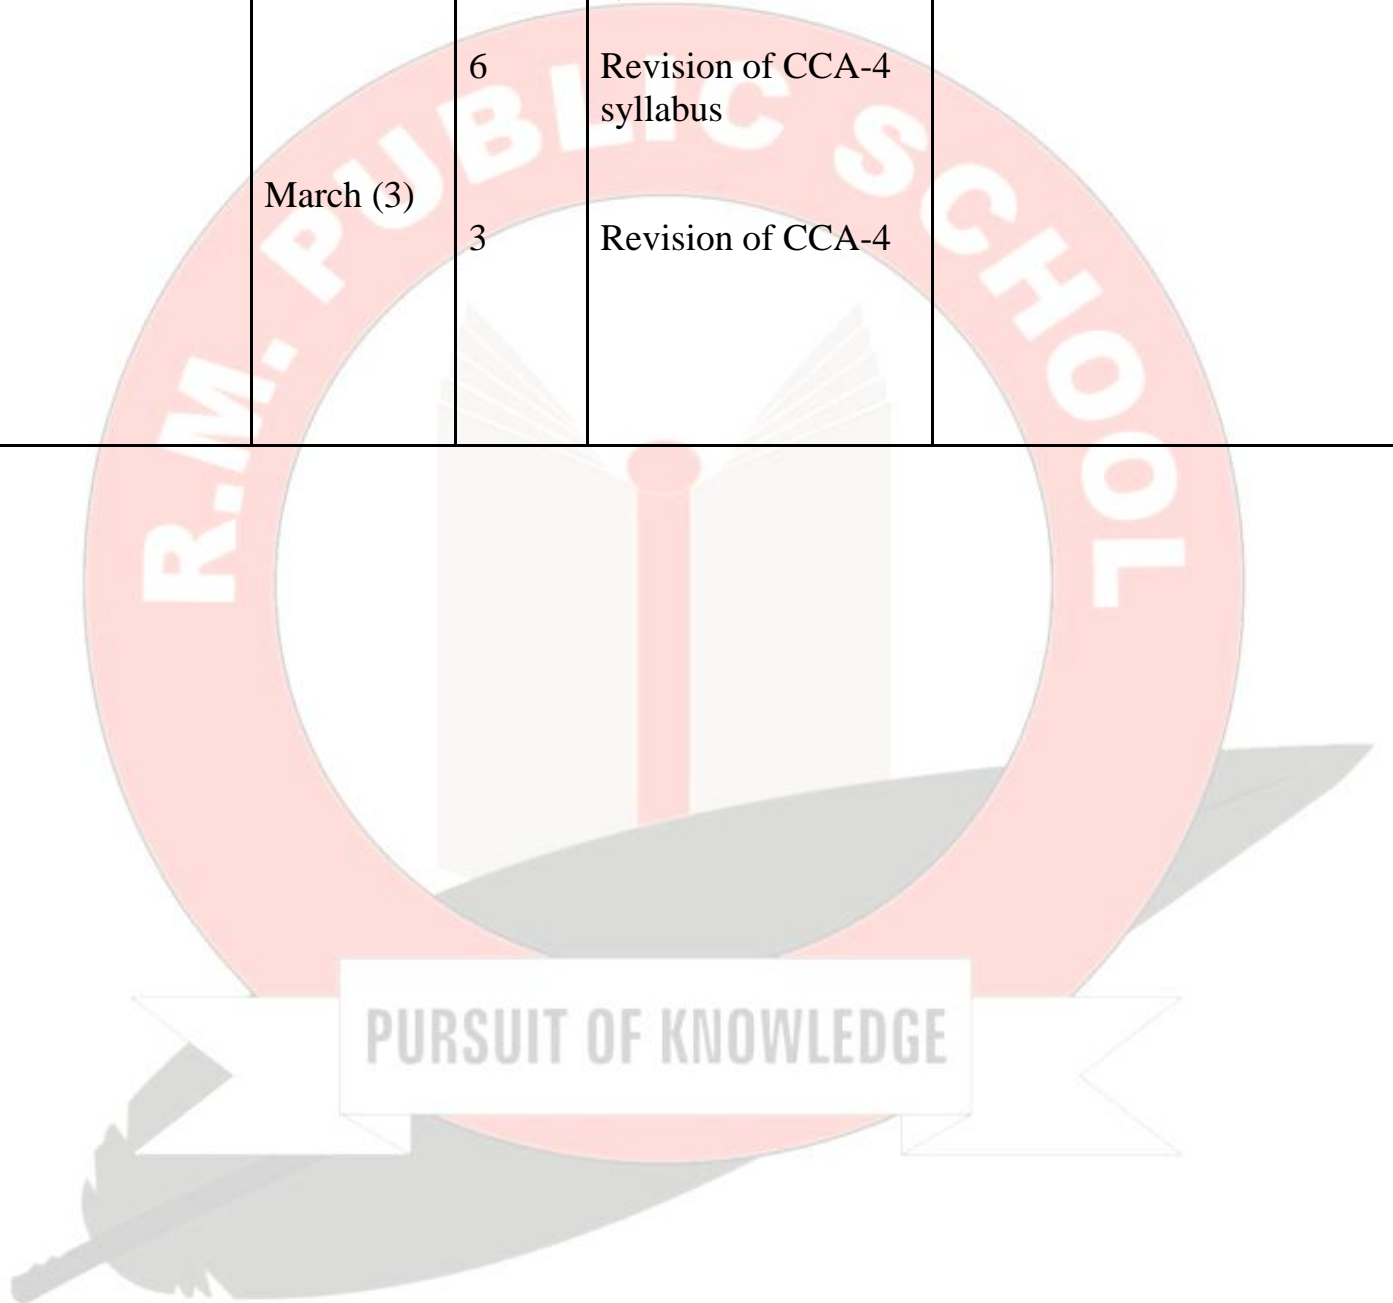 6 Revision of CCA-4
syllabus
March (3)
3 Revision of CCA-4
R.M. PUBLIC SCHOOL
PURSUIT OF KNOWLEDGE